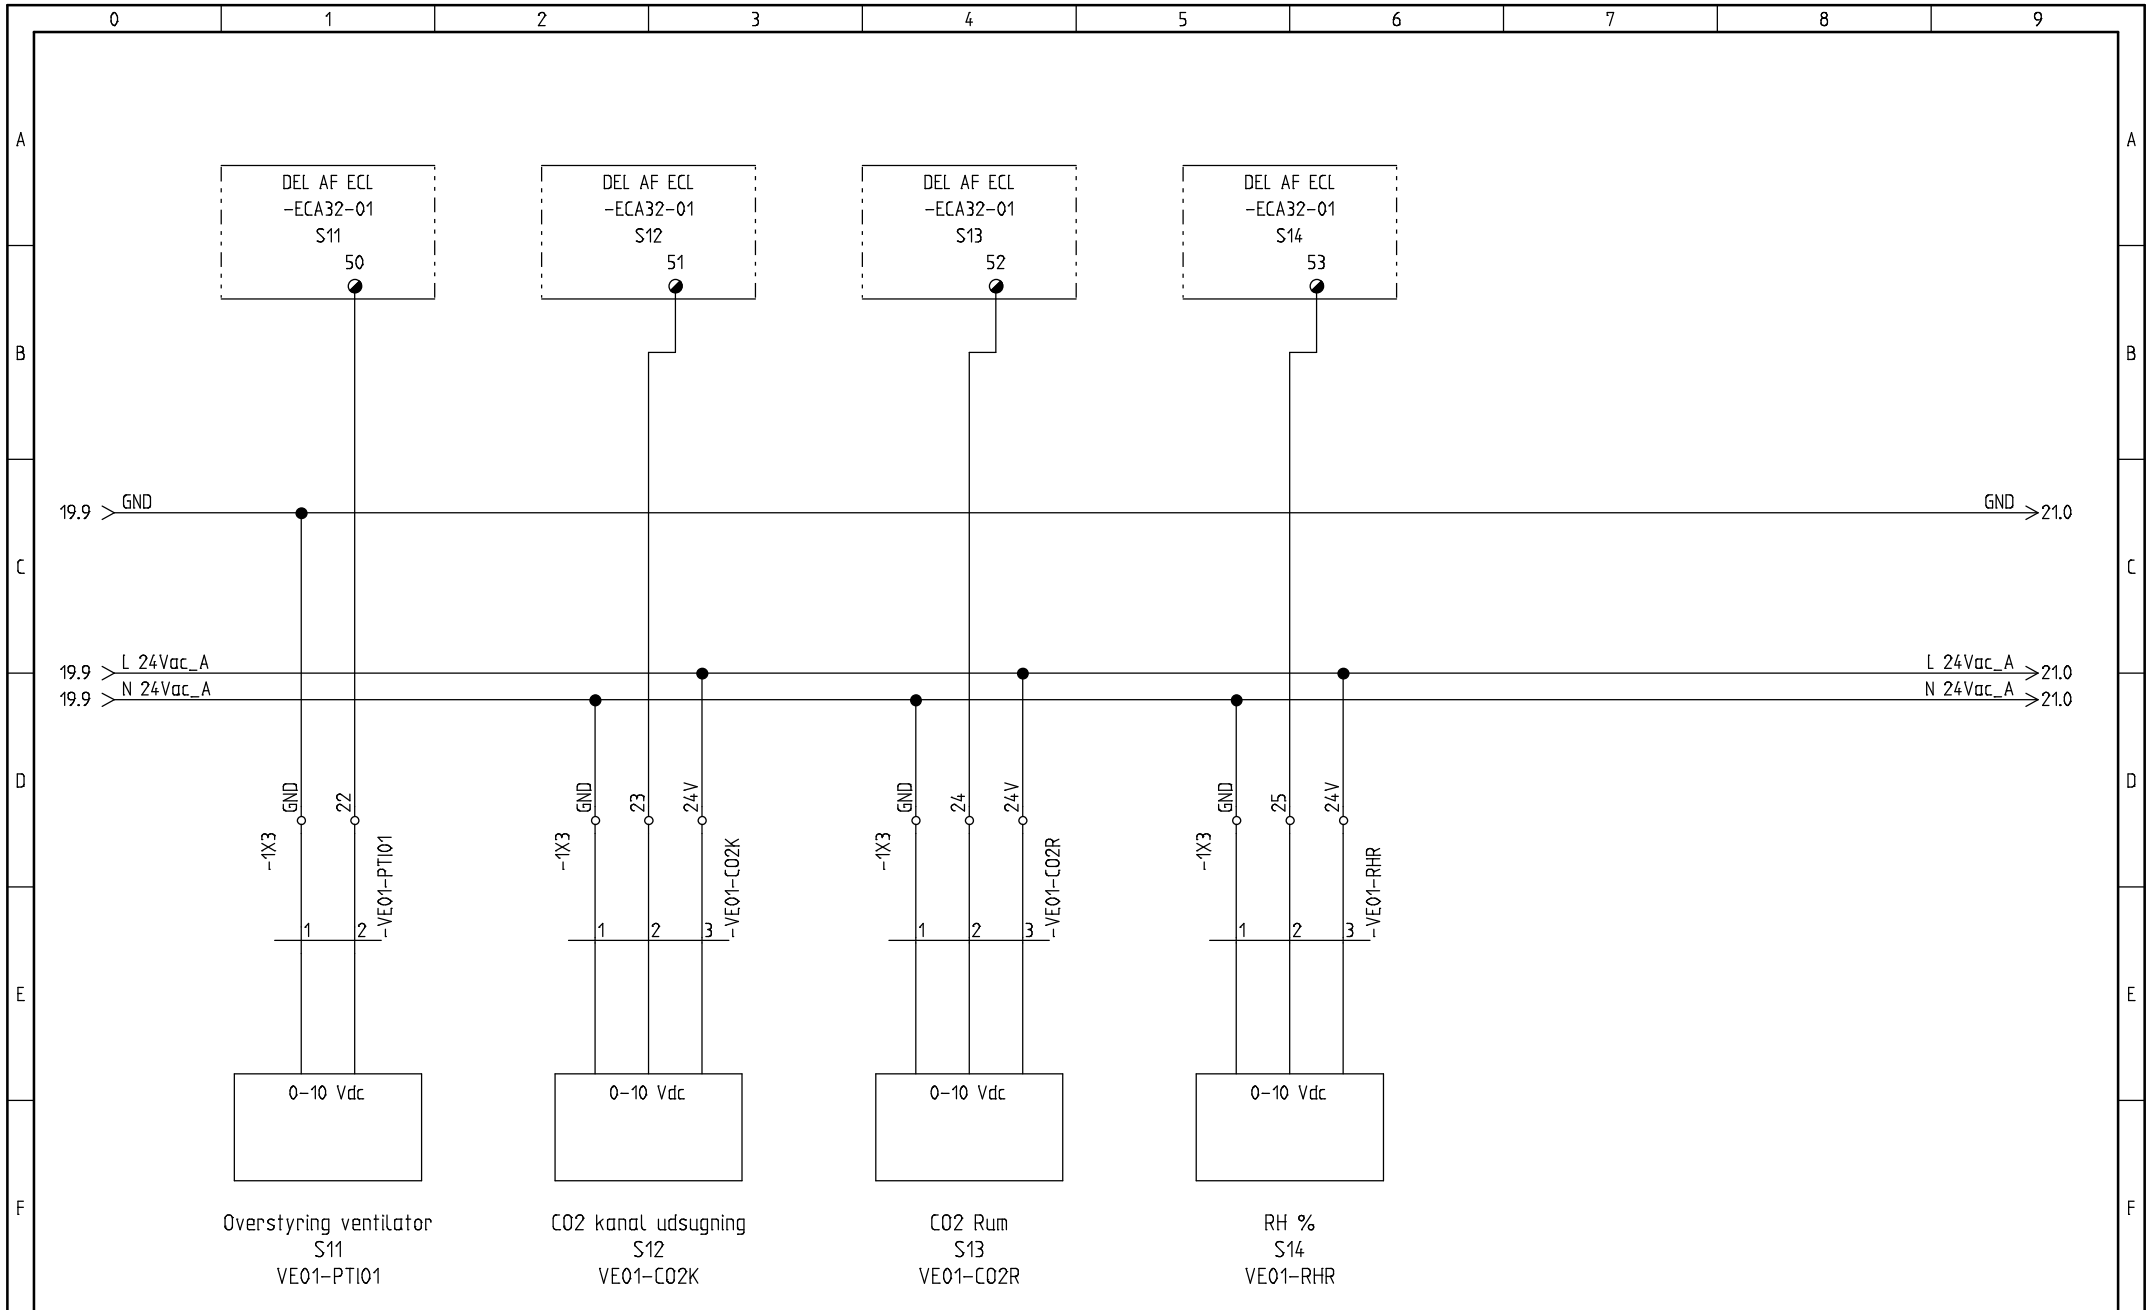 0 1 2 3 4 5 6 7 8 9
A A
DEL AF ECL DEL AF ECL DEL AF ECL DEL AF ECL
-ECA32-01 -ECA32-01 -ECA32-01 -ECA32-01
S11 S12 S13 S14
50 51 52 53
B B
GND GND
19.9 21.0
C C
L 24Vac_A L 24Vac_A
19.9 21.0
N 24Vac_A N 24Vac_A
19.9 21.0
D D
GND 22 GND 23 24V GND 24 24V GND 25 24V
-1X3 -VE01-PTI01 -1X3 -VE01-CO2K -1X3 -VE01-CO2R -1X3 -VE01-RHR
1 2 1 2 3 1 2 3 1 2 3
E E
0-10 Vdc 0-10 Vdc 0-10 Vdc 0-10 Vdc
F F
Overstyring ventilator CO2 kanal udsugning CO2 Rum RH %
S11 S12 S13 S14
VE01-PTI01 VE01-CO2K VE01-CO2R VE01-RHR